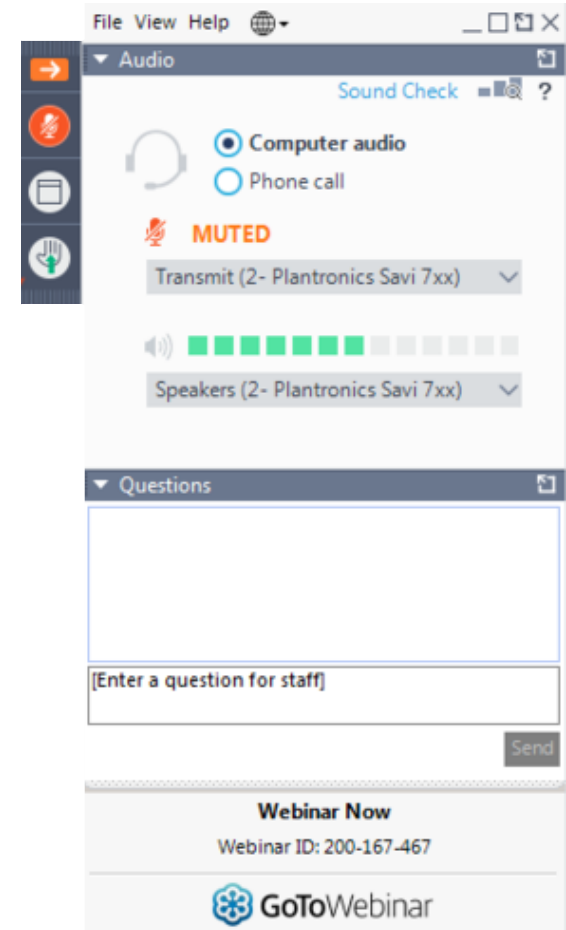 File View Help
Audio
Sound Check ?
Computer audio
Phone call
MUTED
Transmit (2- Plantronics Savi 7xx)
Speakers (2- Plantronics Savi 7xx)
Questions
[Enter a question for staff]
Send
Webinar Now
Webinar ID: 200-167-467
GoToWebinar